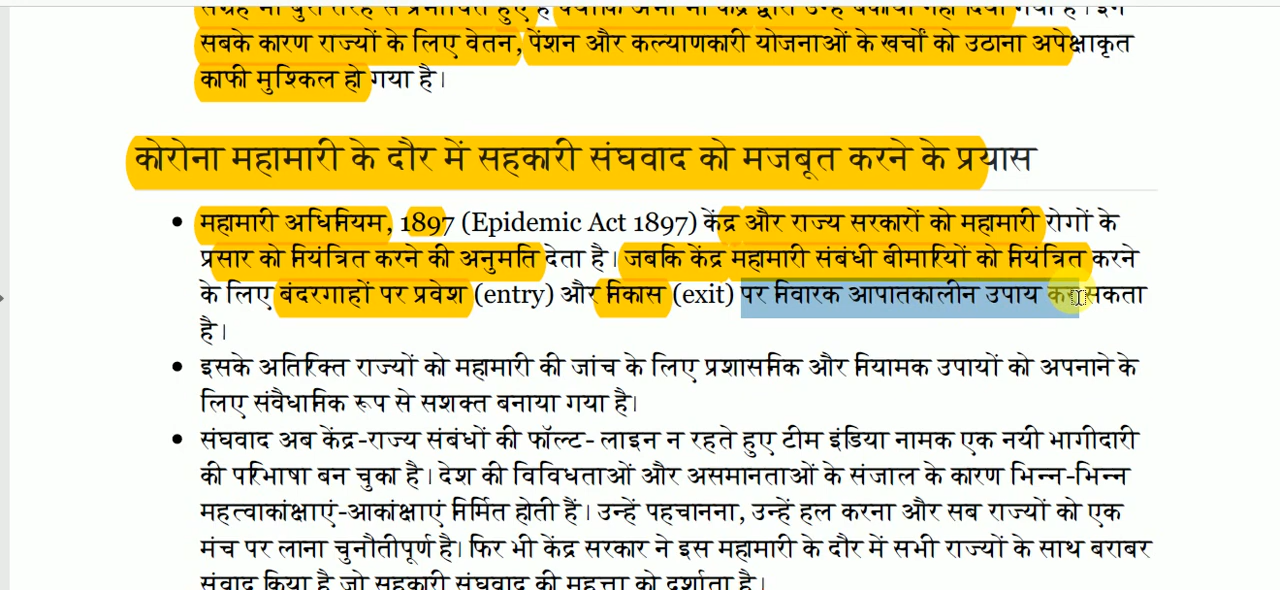 सबके कारण राज्यों के लिए वेतन, पेंशन और कल्याणकारी योजनाओं के खर्चों को उठाना अपेक्षाकृत
काफी मुश्किल हो गया है।
कोरोना महामारी के दौर में सहकारी संघवाद को मजबूत करने के प्रयास
• महामारी अधिनियम, 1897 (Epidemic Act 1897) केंद्र और राज्य सरकारों को महामारी रोगों के
प्रसार को नियंत्रित करने की अनुमति देता है। जबकि केंद्र महामारी संबंधी बीमारियों को नियंत्रित करने
के लिए बंदरगाहों पर प्रवेश (entry) और निकास (exit) पर निवारक आपातकालीन उपाय कर सकता
है।
• इसके अतिरिक्त राज्यों को महामारी की जांच के लिए प्रशासनिक और नियामक उपायों को अपनाने के
लिए संवैधानिक रूप से सशक्त बनाया गया है।
• संघवाद अब केंद्र-राज्य संबंधों की फॉल्ट- लाइन न रहते हुए टीम इंडिया नामक एक नयी भागीदारी
की परिभाषा बन चुका है। देश की विविधताओं और असमानताओं के संजाल के कारण भिन्न-भिन्न
महत्वाकांक्षाएं-आकांक्षाएं निर्मित होती हैं। उन्हें पहचानना, उन्हें हल करना और सब राज्यों को एक
मंच पर लाना चुनौतीपूर्ण है। फिर भी केंद्र सरकार ने इस महामारी के दौर में सभी राज्यों के साथ बराबर
संवाद किया है जो सहकारी संघवाद की महत्ता को दर्शाता है।